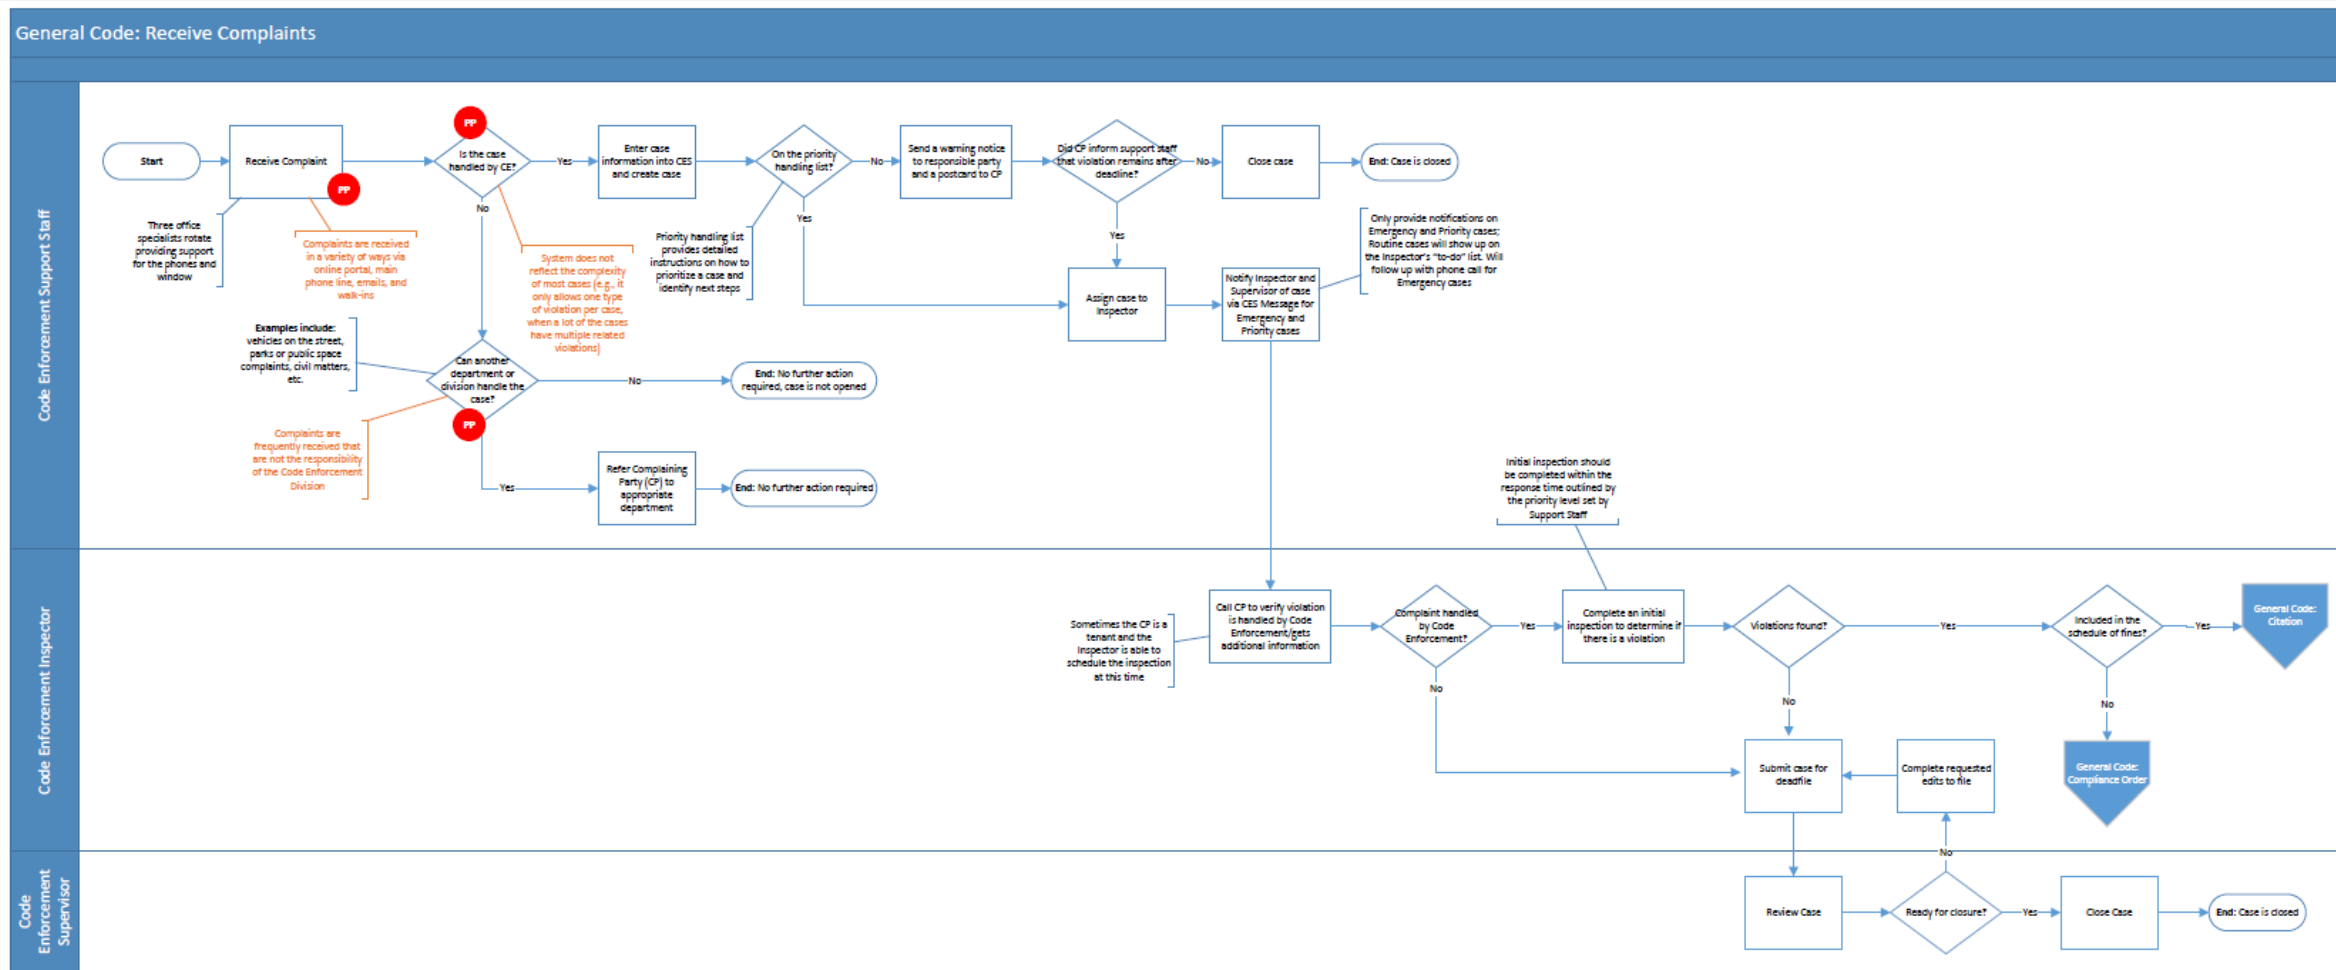 General Code: Receive Complaints
Code Enforcement Support Staff
Start
Receive Complaint
PP
PP
Is the case
handled by CE?
Yes
Enter case
information into CES
and create case
On the priority
handling list?
No
Send a warning notice
to responsible party
and a postcard to CP
Did CP inform support staff
that violation remains after
deadline?
No
Close case
End: Case is closed
Three office
specialists rotate
providing support
for the phones and
window
Complaints are received
in a variety of ways via
online portal, main
phone line, emails, and
walk-ins
No
System does not
reflect the complexity
of most cases (e.g., it
only allows one type
of violation per case,
when a lot of the cases
have multiple related
violations)
Priority handling list
provides detailed
instructions on how to
prioritize a case and
identify next steps
Yes
Yes
Assign case to
Inspector
Notify Inspector and
Supervisor of case
via CES Message for
Emergency and
Priority cases
Only provide notifications on
Emergency and Priority cases;
Routine cases will show up on
the Inspector's "to-do" list. Will
follow up with phone call for
Emergency cases
Examples include:
vehicles on the street,
parks or public space
complaints, civil matters,
etc.
Can another
department or
division handle the
case?
No
End: No further action
required, case is not opened
PP
Complaints are
frequently received that
are not the responsibility
of the Code Enforcement
Division
Yes
Refer Complaining
Party (CP) to
appropriate
department
End: No further action required
Initial inspection should
be completed within the
response time outlined by
the priority level set by
Support Staff
Code Enforcement Inspector
Sometimes the CP is a
tenant and the
Inspector is able to
schedule the inspection
at this time
Call CP to verify violation
is handled by Code
Enforcement/gets
additional information
Complaint handled
by Code
Enforcement?
Yes
Complete an initial
inspection to determine if
there is a violation
Violations found?
Yes
Included in the
schedule of fines?
Yes
General Code:
Citation
No
No
No
Submit case for
deadfile
Complete requested
edits to file
General Code:
Compliance Order
Code
Enforcement
Supervisor
No
Review Case
Ready for closure?
Yes
Close Case
End: Case is closed